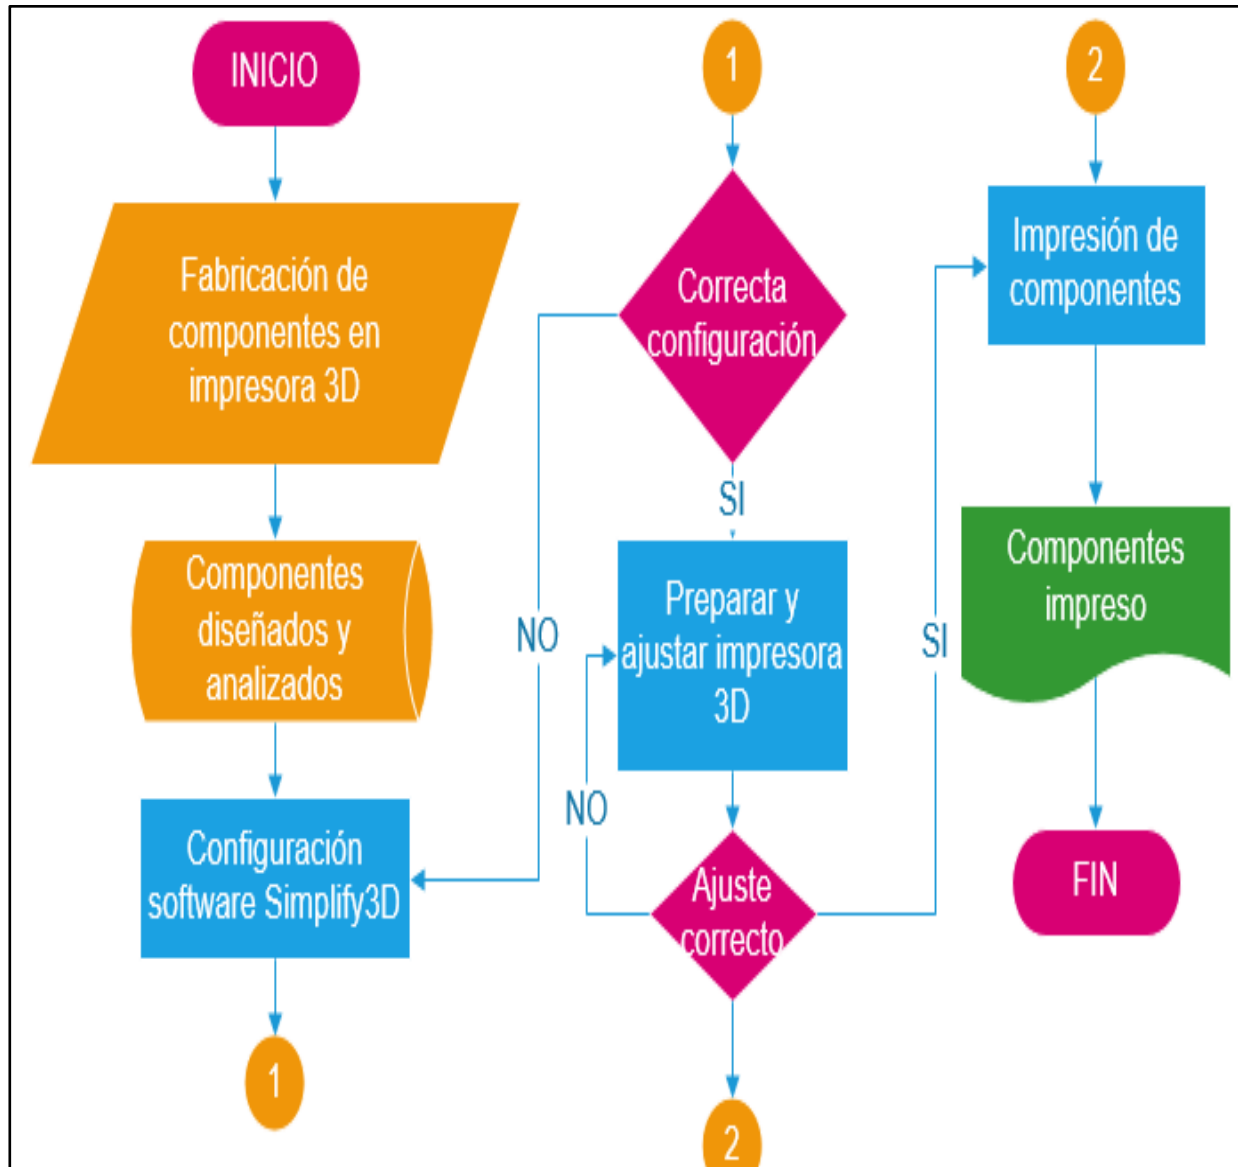 INICIO
Fabricación de
componentes en
impresora 3D
Componentes
diseñados y
analizados
Configuración
software Simplify3D
1
1
Correcta
configuración
SI
NO
Preparar y
ajustar impresora
3D
NO
Ajuste
correcto
SI
2
2
Impresión de
componentes
Componentes
impreso
FIN